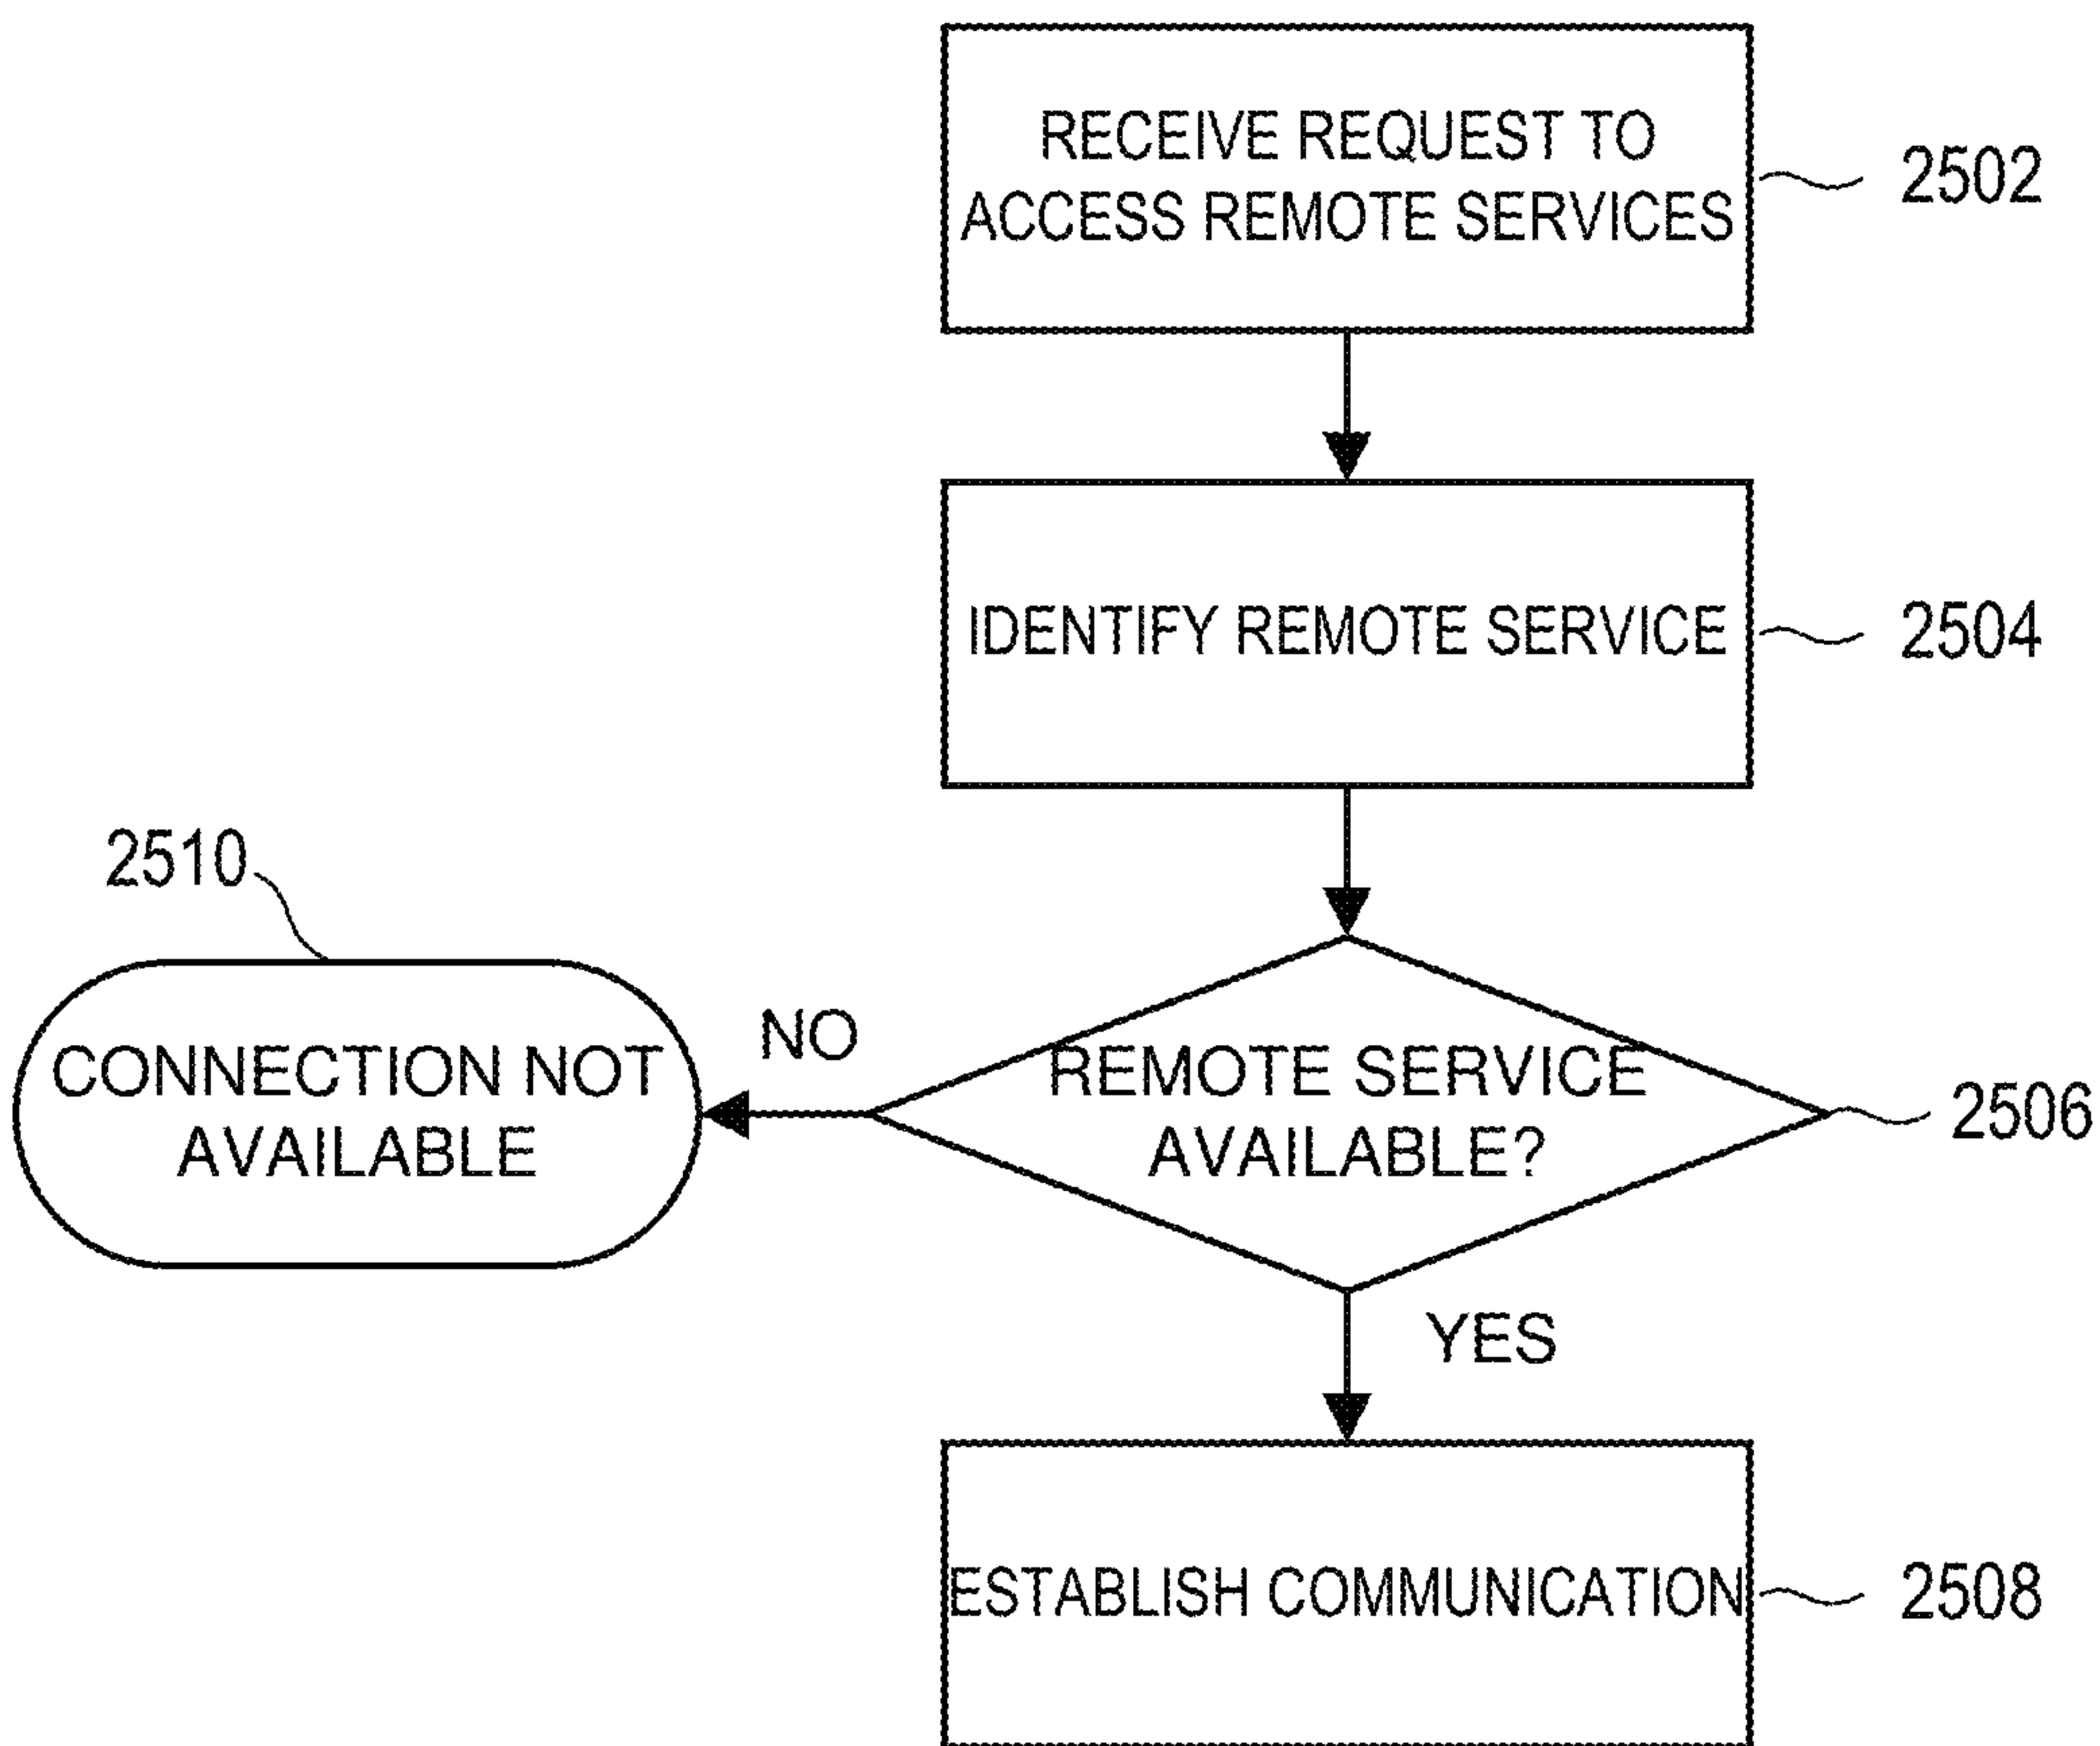 RECEIVE REQUEST TO
ACCESS REMOTE SERVICES
2502
IDENTIFY REMOTE SERVICE
2504
2510
CONNECTION NOT
AVAILABLE
NO
REMOTE SERVICE
AVAILABLE?
2506
YES
ESTABLISH COMMUNICATION
2508